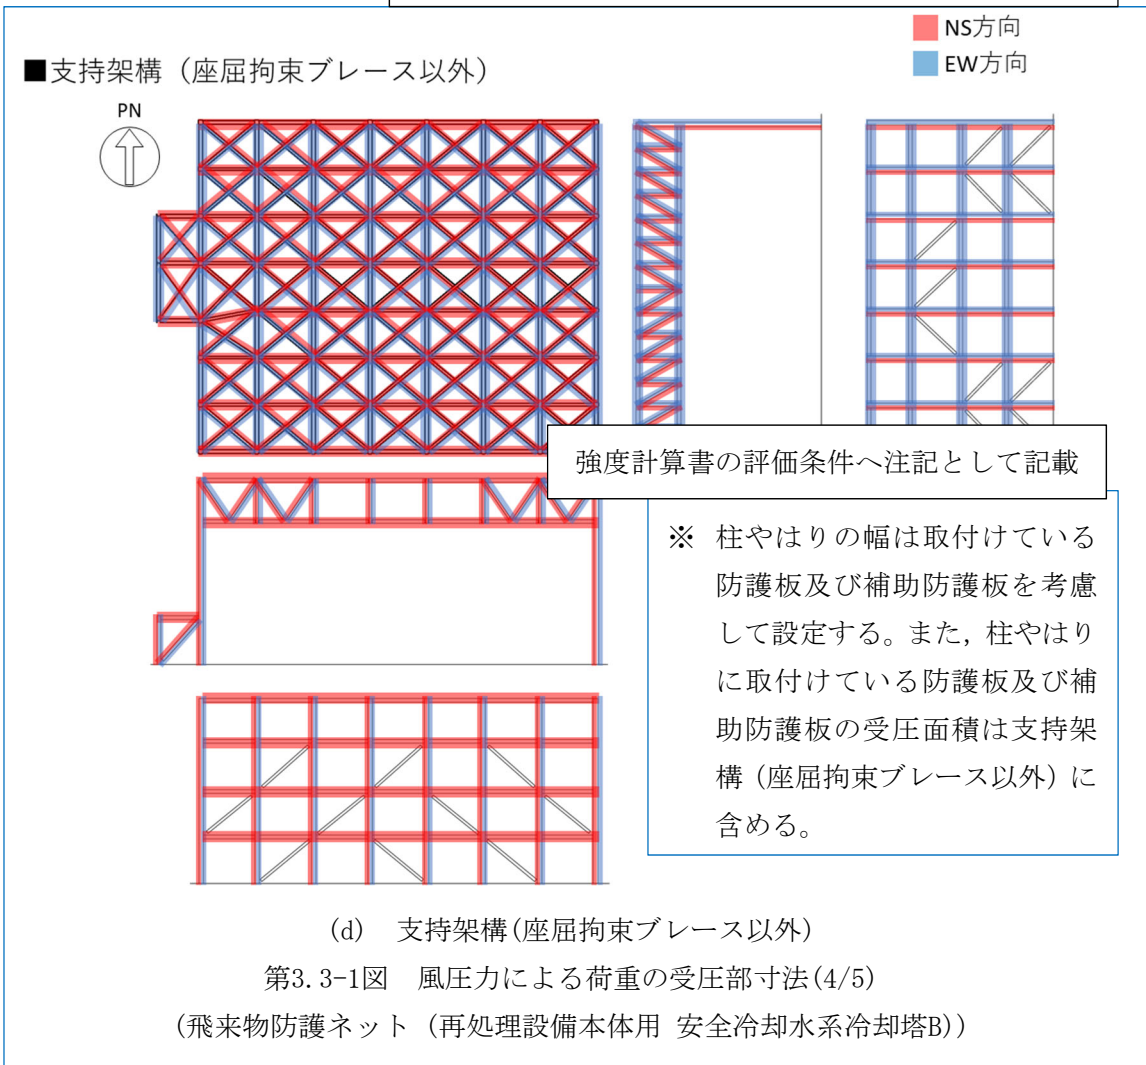 NS方向
EW方向
■支持架構（座屈拘束ブレース以外）
PN
強度計算書の評価条件へ注記として記載
※ 柱やはりの幅は取付けている
防護板及び補助防護板を考慮
して設定する。また，柱やはり
に取付けている防護板及び補
助防護板の受圧面積は支持架
構（座屈拘束ブレース以外）に
含める。
(d) 支持架構(座屈拘束ブレース以外)
第3.3-1図 風圧力による荷重の受圧部寸法(4/5)
(飛来物防護ネット（再処理設備本体用 安全冷却水系冷却塔B))